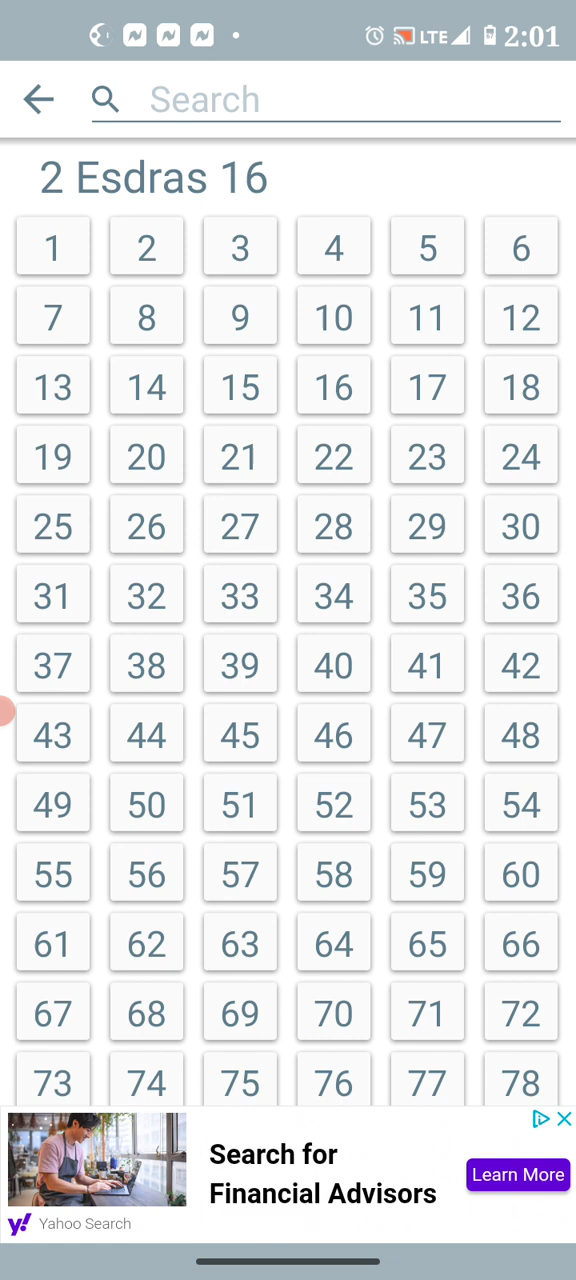 LTE 2:01
Search
2 Esdras 16
1 2 3 4 5 6
7 8 9 10 11 12
13 14 15 16 17 18
19 20 21 22 23 24
25 26 27 28 29 30
31 32 33 34 35 36
37 38 39 40 41 42
43 44 45 46 47 48
49 50 51 52 53 54
55 56 57 58 59 60
61 62 63 64 65 66
67 68 69 70 71 72
73 74 75 76 77 78
Search for
Financial Advisors
Learn More
y! Yahoo Search